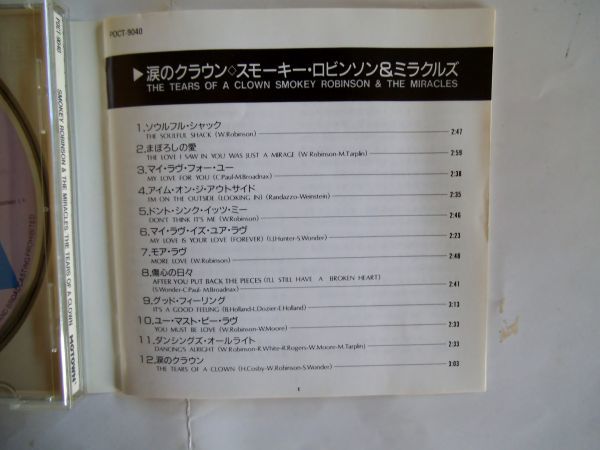 POCT-9040
▶涙のクラウン◇スモーキー・ロビンソン&ミラクルズ
THE TEARS OF A CLOWN SMOKEY ROBINSON & THE MIRACLES
1.ソウルフル・シャック
THE SOULFUL SHACK (W.Robinson) 2:47
2.まぼろしの愛
THE LOVE I SAW IN YOU WAS JUST A MIRAGE (W.Robinson-M.Tarplin) 2:59
3.マイ・ラヴ・フォー・ユー
MY LOVE FOR YOU (C.Paul-M.Broadnax) 2:38
4.アイム・オン・ジ・アウトサイド
I'M ON THE OUTSIDE (LOOKING IN) (Randazzo-Weinstein) 2:35
5.ドント・シンク・イッツ・ミー
DON'T THINK IT'S ME (W.Robinson) 2:46
6.マイ・ラヴ・イズ・ユア・ラヴ
MY LOVE IS YOUR LOVE (FOREVER) (I.J.Hunter-S.Wonder) 2:23
7.モア・ラヴ
MORE LOVE (W.Robinson) 2:48
8.傷心の日々
AFTER YOU PUT BACK THE PIECES (I'LL STILL HAVE A BROKEN HEART)
(S.Wonder-C.Paul-M.Broadnax) 2:41
9.グッド・フィーリング
IT'S A GOOD FEELING (B.Holland-L.Dozier-E.Holland) 3:13
10.ユー・マスト・ビー・ラヴ
YOU MUST BE LOVE (W.Robinson-W.Moore) 2:33
11.ダンシングズ・オールライト
DANCING'S ALRIGHT (W.Robinson-R.White-R.Rogers-W.Moore-M.Tarplin) 2:33
12.涙のクラウン
THE TEARS OF A CLOWN (H.Cosby-W.Robinson-S.Wonder) 3:03
1
POCT-9040
SMOKEY ROBINSON & THE MIRACLES THE TEARS OF A CLOWN
MOTOWN
CASTING PROHIBITED